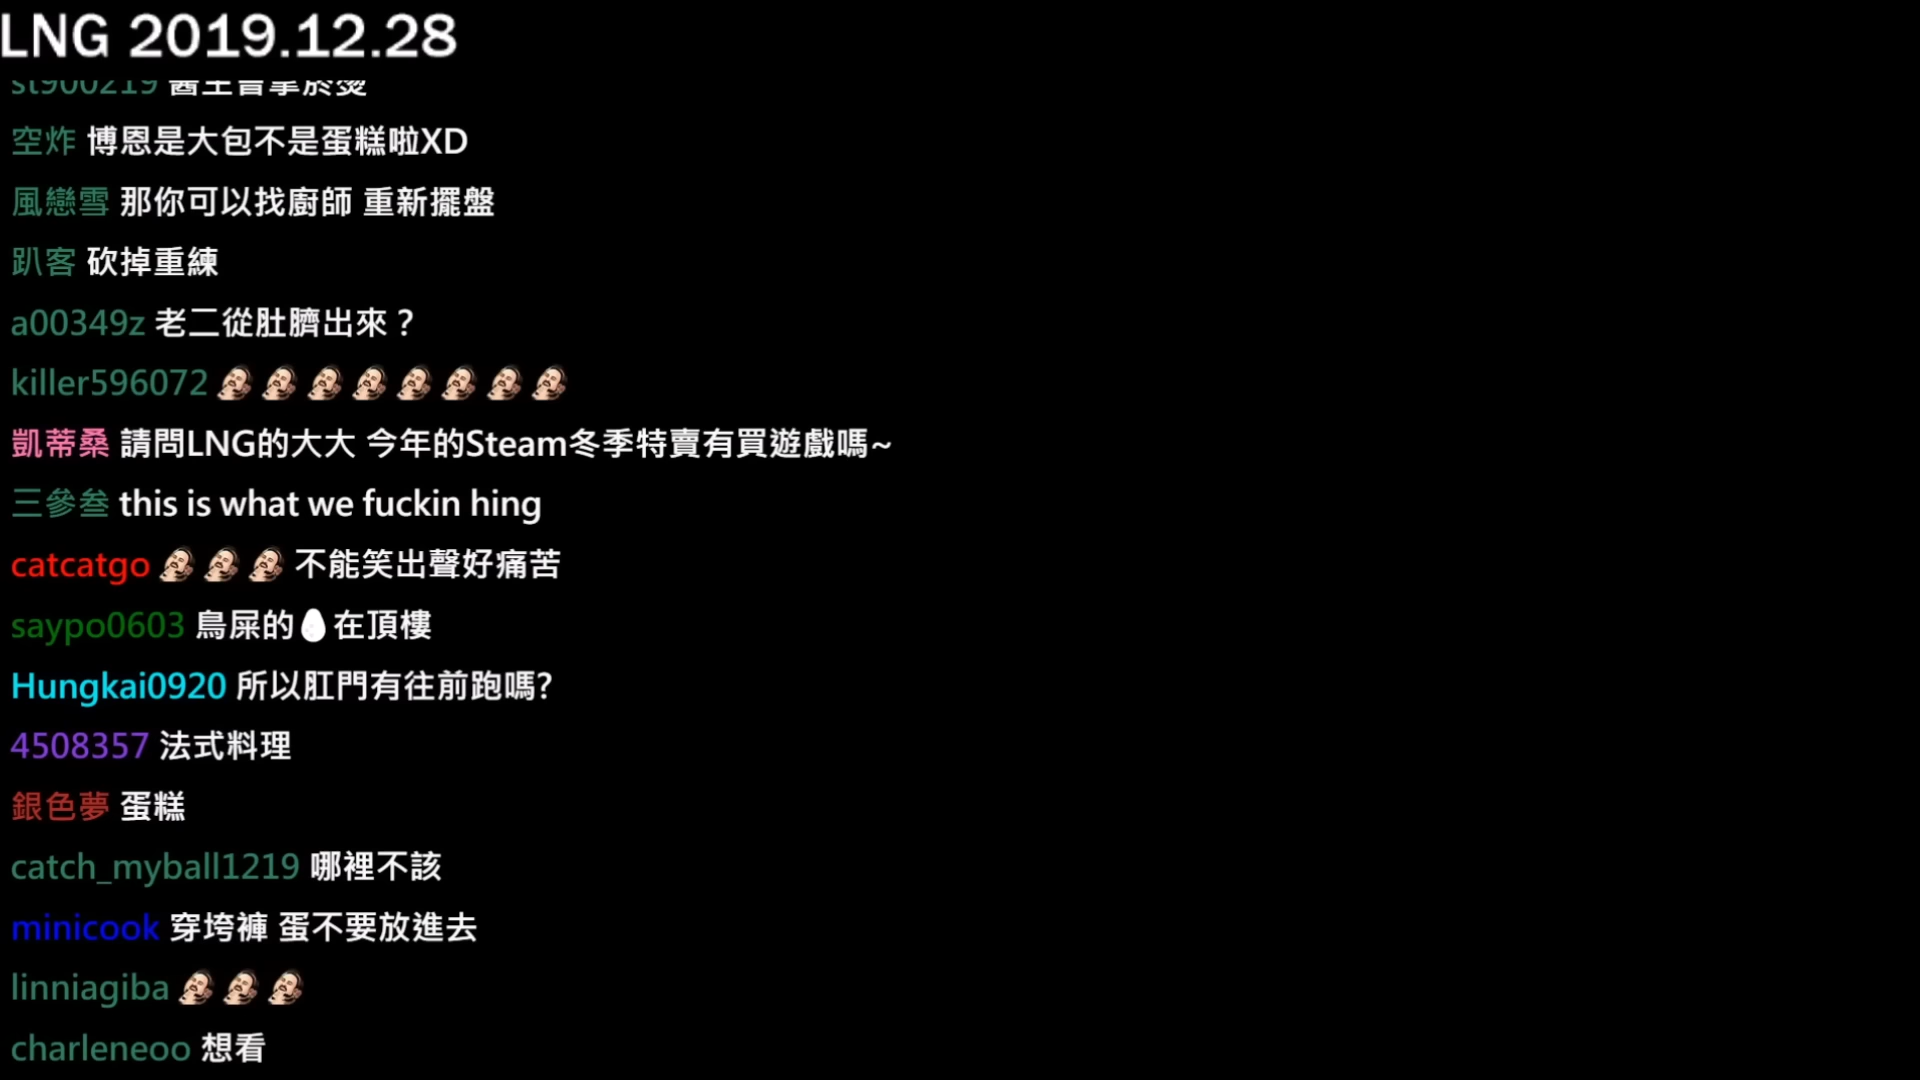 LNG 2019.12.28
st900219 醫生會拿菸燙
空炸 博恩是大包不是蛋糕啦XD
風戀雪 那你可以找廚師 重新擺盤
趴客 砍掉重練
a00349z 老二從肚臍出來？
killer596072
凱蒂桑 請問LNG的大大 今年的Steam冬季特賣有買遊戲嗎~
三參叁 this is what we fuckin hing
catcatgo 不能笑出聲好痛苦
saypo0603 鳥屎的🥚在頂樓
Hungkai0920 所以肛門有往前跑嗎?
4508357 法式料理
銀色夢 蛋糕
catch_myball1219 哪裡不該
minicook 穿垮褲 蛋不要放進去
linniagiba
charleneoo 想看